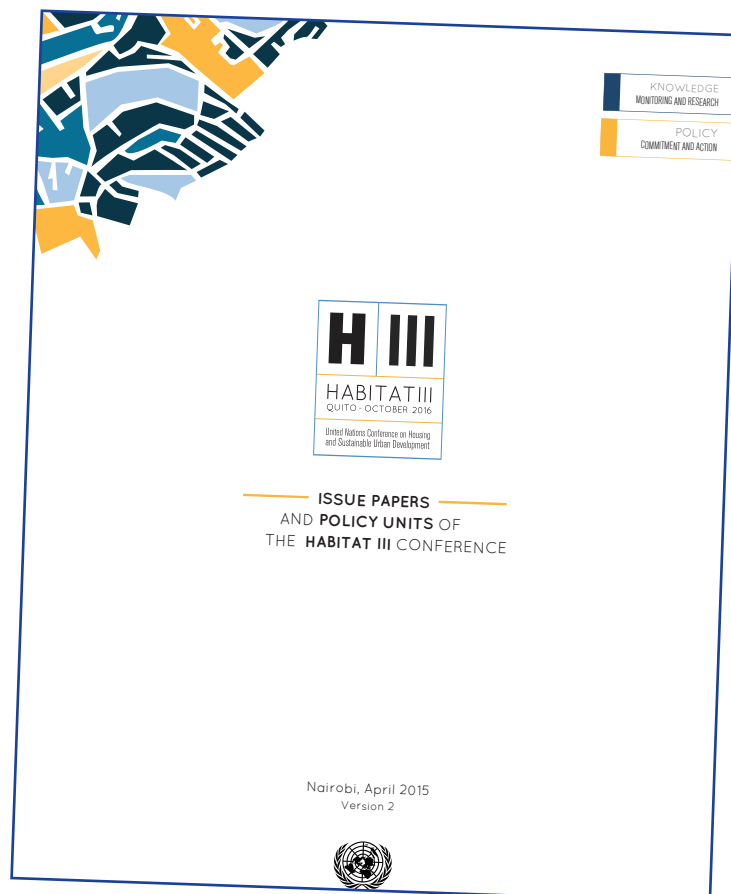 KNOWLEDGE
MONITORING AND RESEARCH
POLICY
COMMITMENT AND ACTION
H III
HABITAT III
QUITO - OCTOBER 2016
United Nations Conference on Housing
and Sustainable Urban Development
ISSUE PAPERS
AND POLICY UNITS OF
THE HABITAT III CONFERENCE
Nairobi, April 2015
Version 2